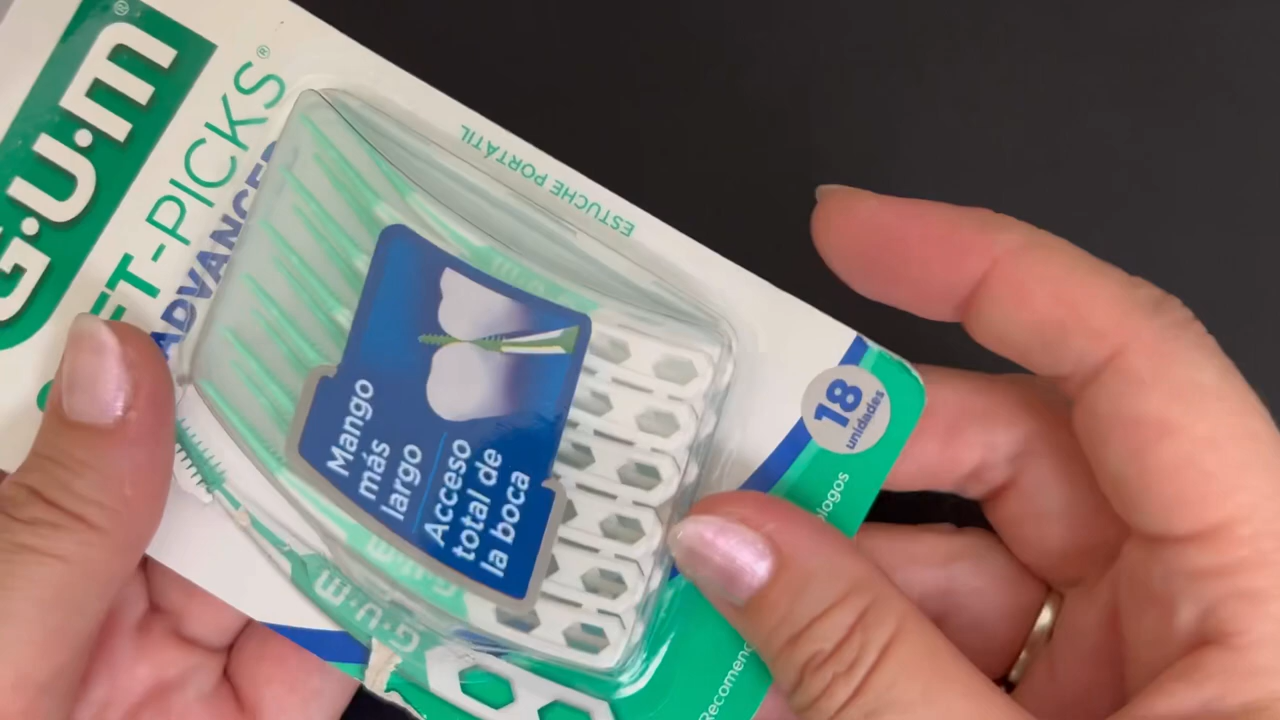 G·U·M®
SOFT-PICKS®
ADVANCED
ESTUCHE PORTÁTIL
Mango
más
largo
Acceso
total de
la boca
18
unidades
G·U·M
G·U·M